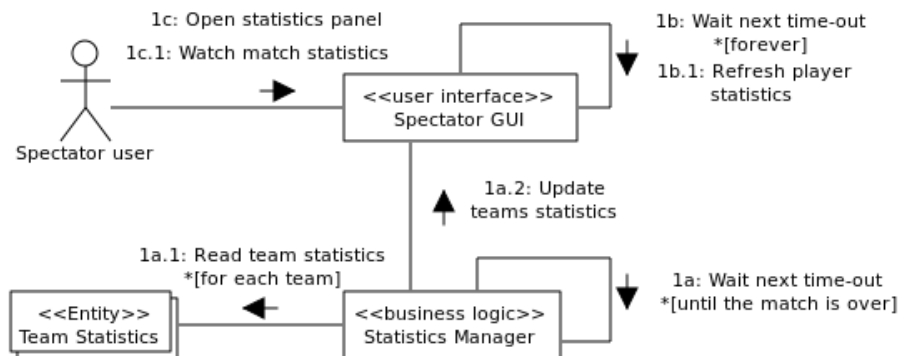 1c: Open statistics panel
1c.1: Watch match statistics
Spectator user
<<user interface>>
Spectator GUI
1b: Wait next time-out
*[forever]
1b.1: Refresh player
statistics
1a.2: Update
teams statistics
1a.1: Read team statistics
*[for each team]
<<Entity>>
Team Statistics
<<business logic>>
Statistics Manager
1a: Wait next time-out
*[until the match is over]